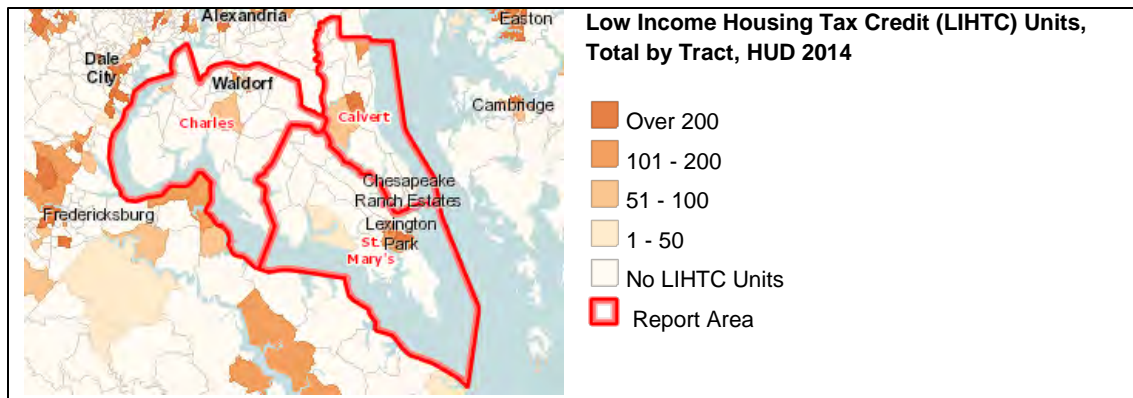 Alexandria
Easton
Dale
City
Waldorf
Cambridge
Charles
Calvert
Chesapeake
Ranch Estates
Fredericksburg
Lexington
Park
St.
Mary's
Low Income Housing Tax Credit (LIHTC) Units,
Total by Tract, HUD 2014
Over 200
101 - 200
51 - 100
1 - 50
No LIHTC Units
Report Area